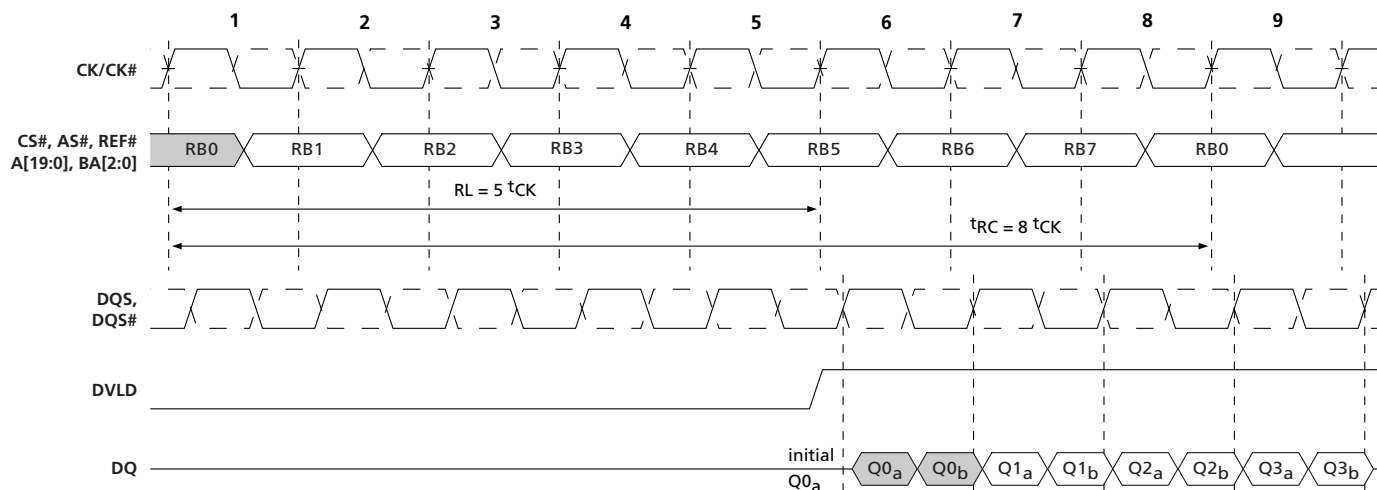 1 2 3 4 5 6 7 8 9
CK/CK#
CS#, AS#, REF#
A[19:0], BA[2:0]
RB0 RB1 RB2 RB3 RB4 RB5 RB6 RB7 RB0
RL = 5 tCK
tRC = 8 tCK
DQS,
DQS#
DVLD
DQ
initial
Q0a
Q0a Q0b Q1a Q1b Q2a Q2b Q3a Q3b